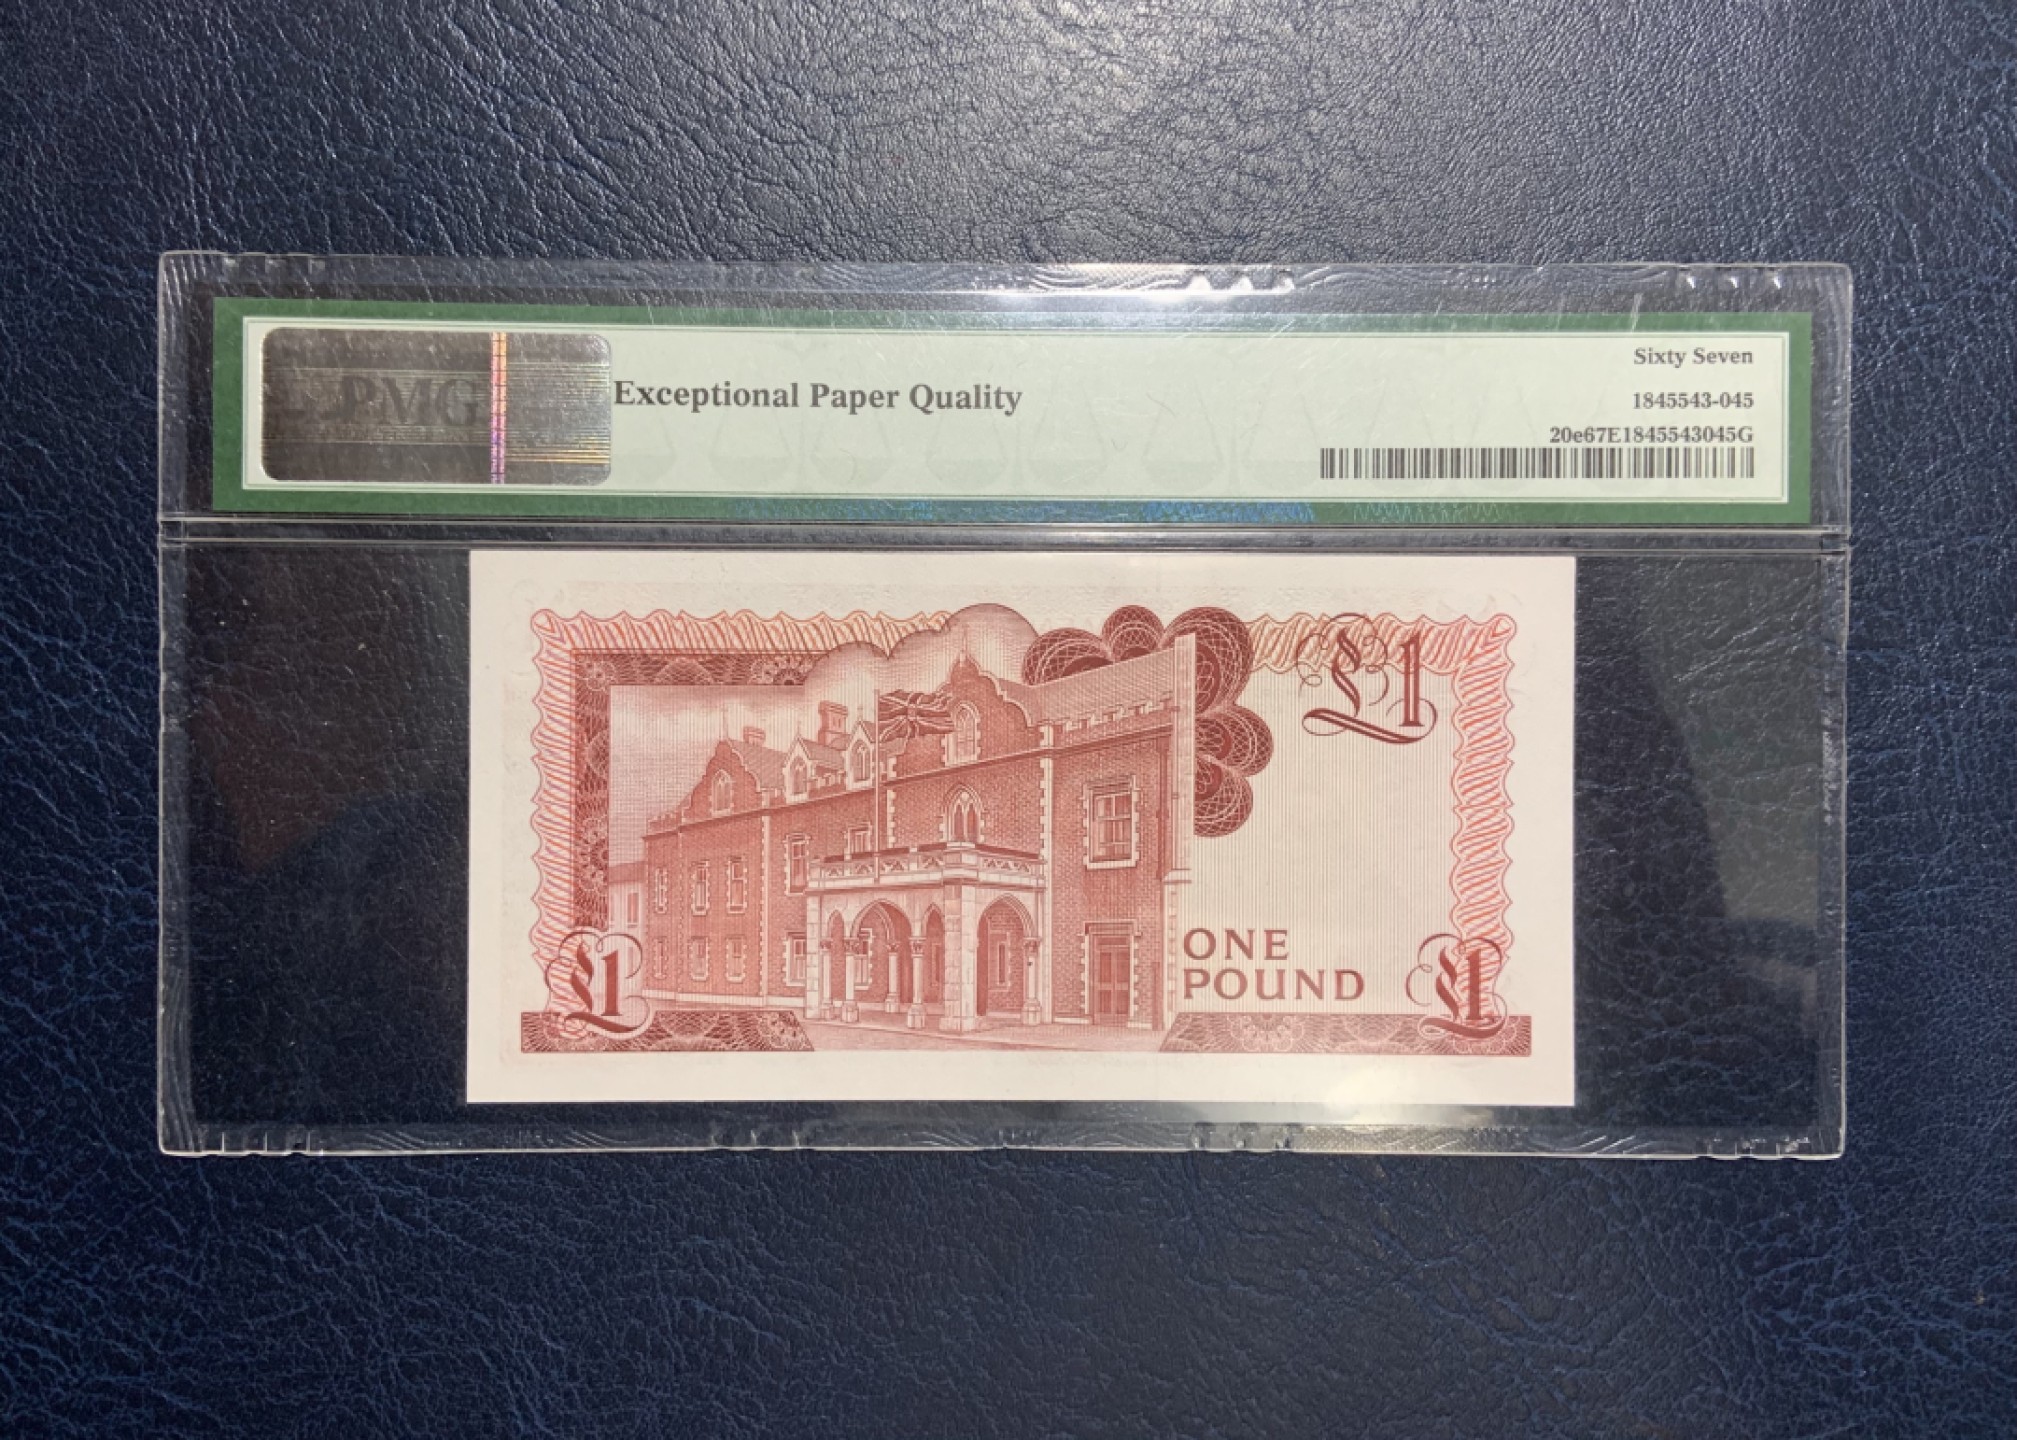 PMG
Exceptional Paper Quality
Sixty Seven
1845543-045
20e67E1845543045G
£1
ONE
POUND
£1
£1